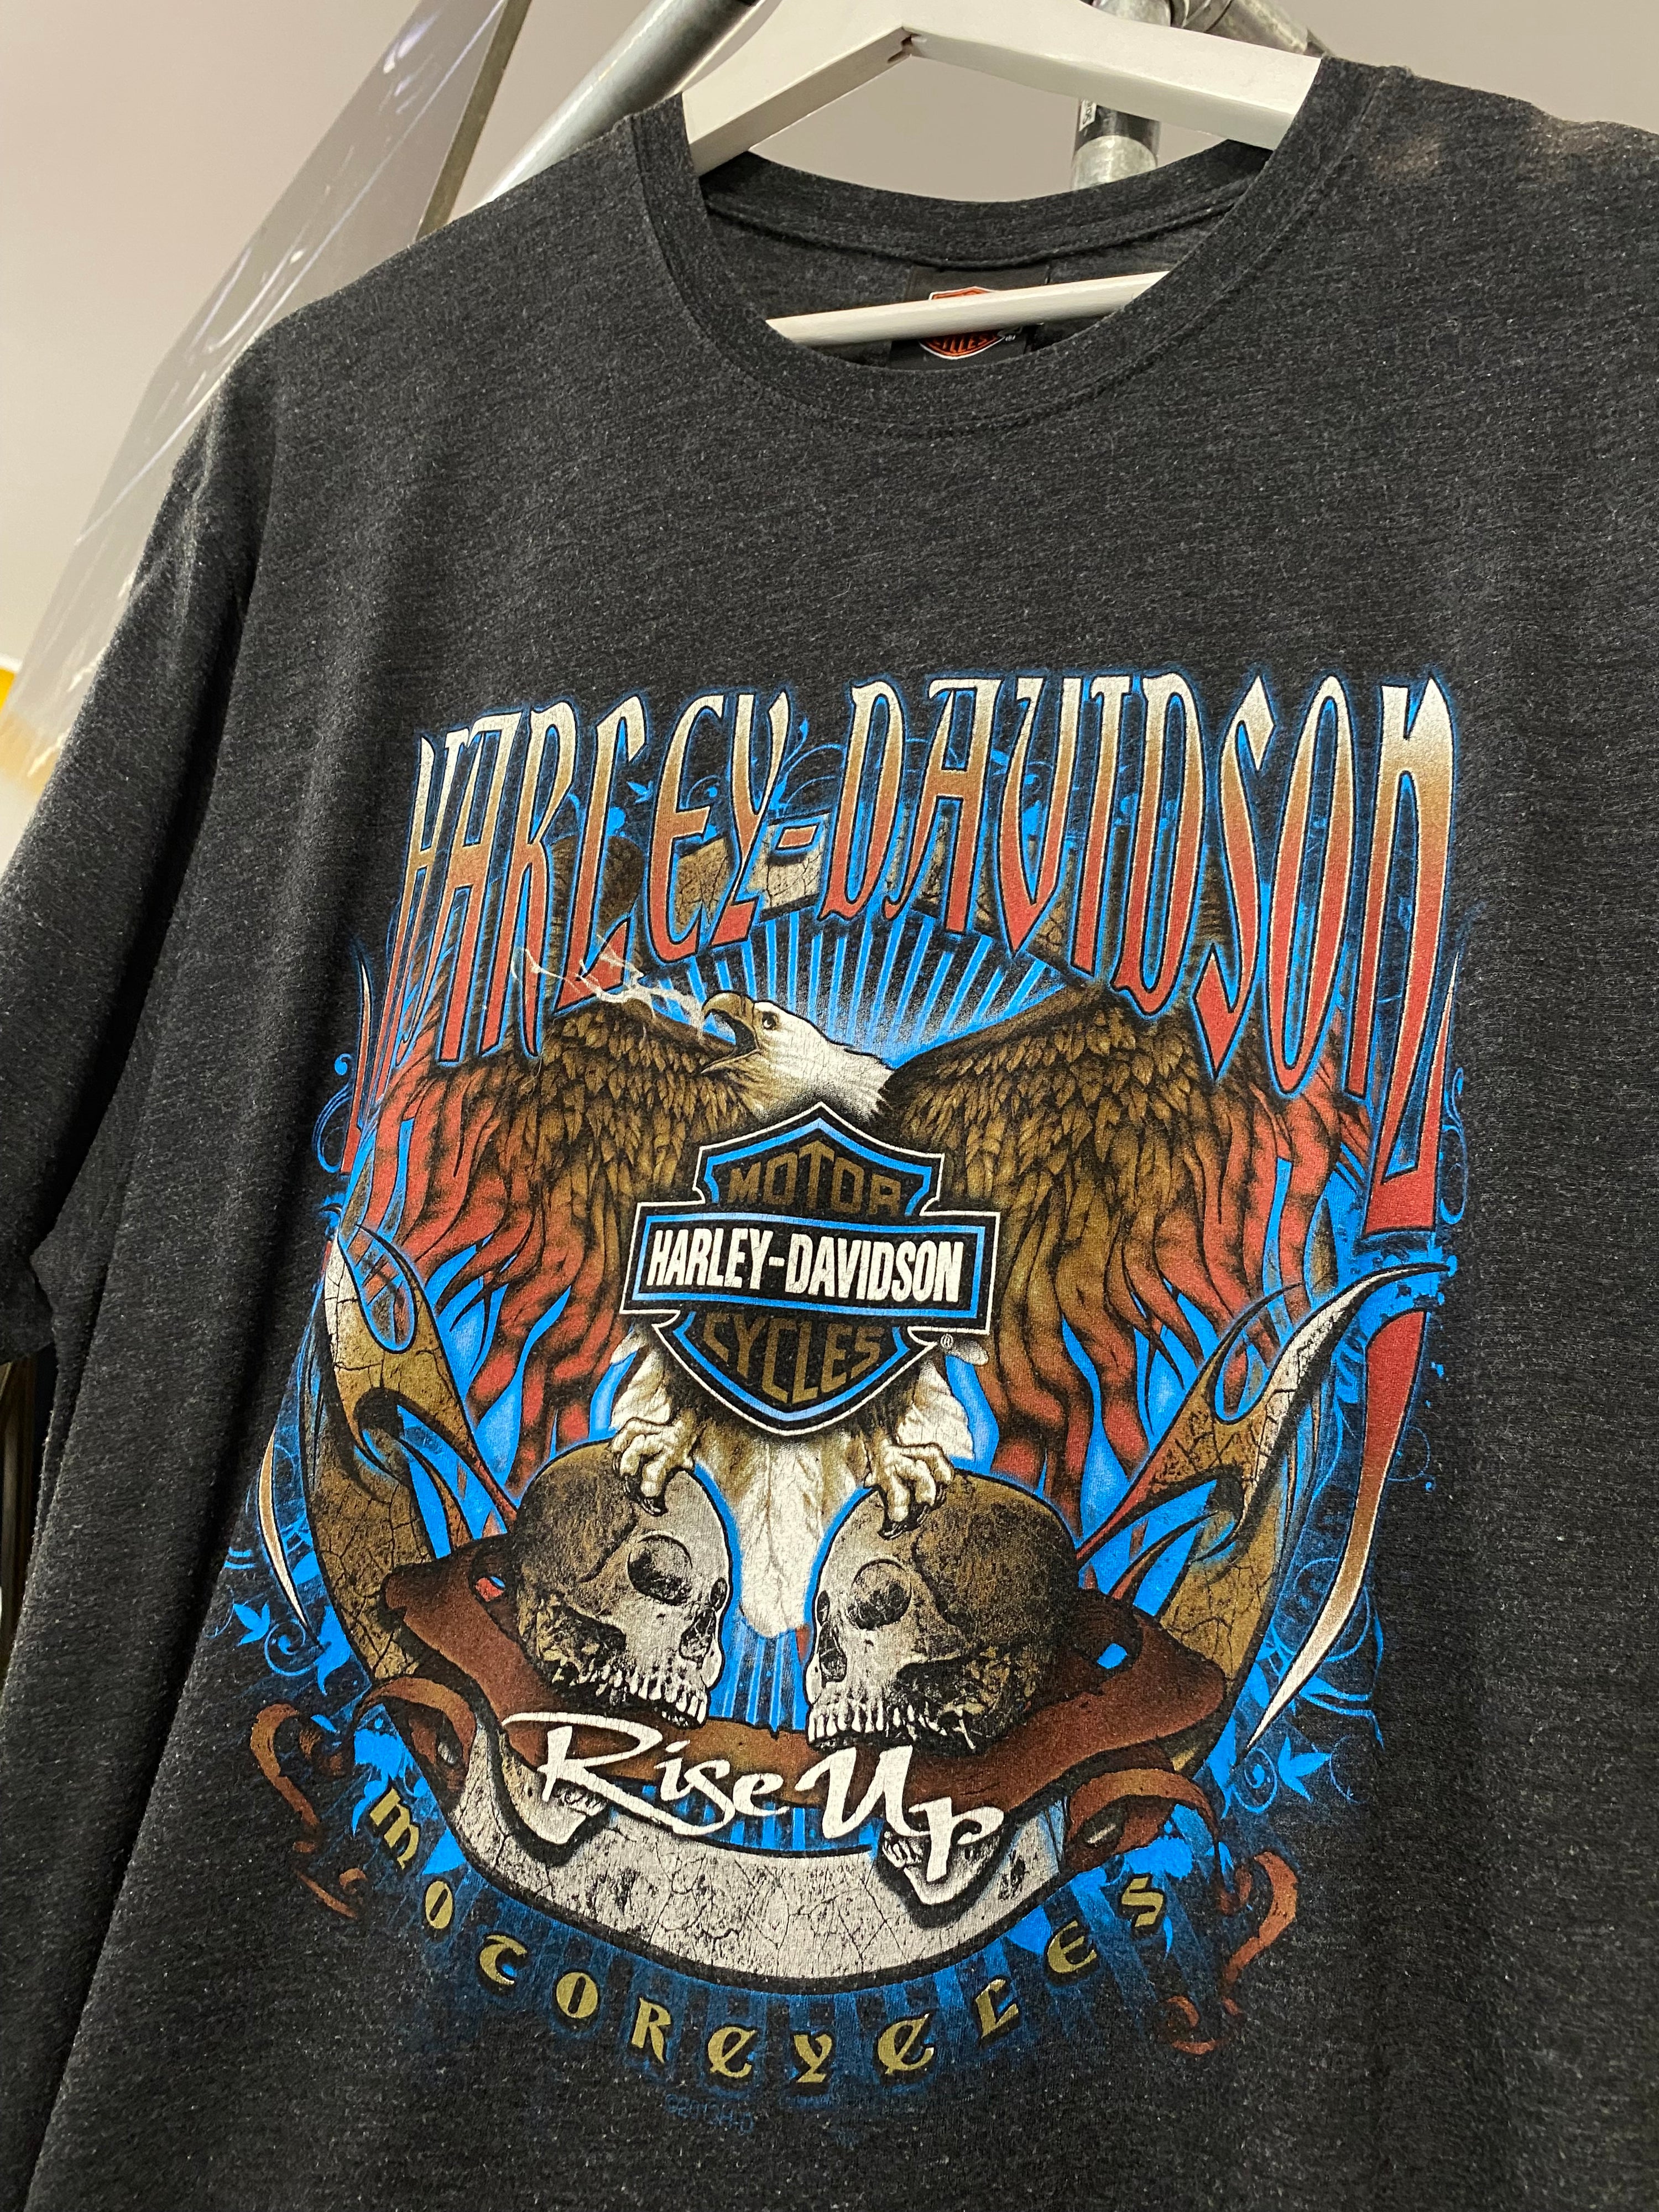 HARLEY-DAVIDSON
MOTOR
HARLEY-DAVIDSON
CYCLES
®
Rise Up
MOTORCYCLES